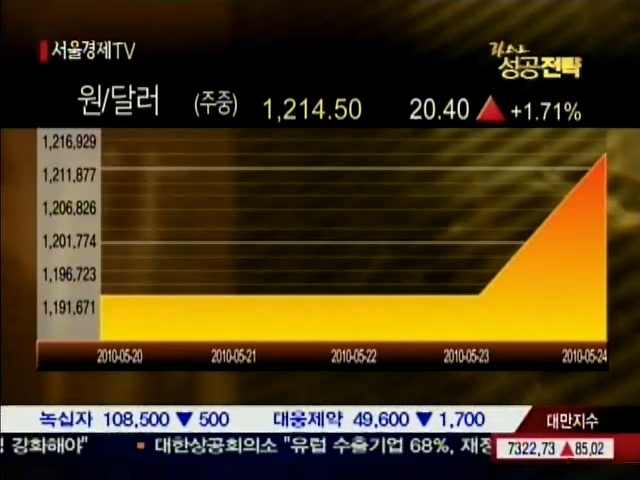 서울경제TV
성공전략
원/달러 (주중) 1,214.50 20.40 ▲ +1.71%
1,216,929
1,211,877
1,206,826
1,201,774
1,196,723
1,191,671
2010-05-20 2010-05-21 2010-05-22 2010-05-23 2010-05-24
녹십자 108,500 ▼ 500 대웅제약 49,600 ▼ 1,700 대만지수
강화해야" ▪ 대한상공회의소 "유럽 수출기업 68%, 재정 7322,73 ▲85,02